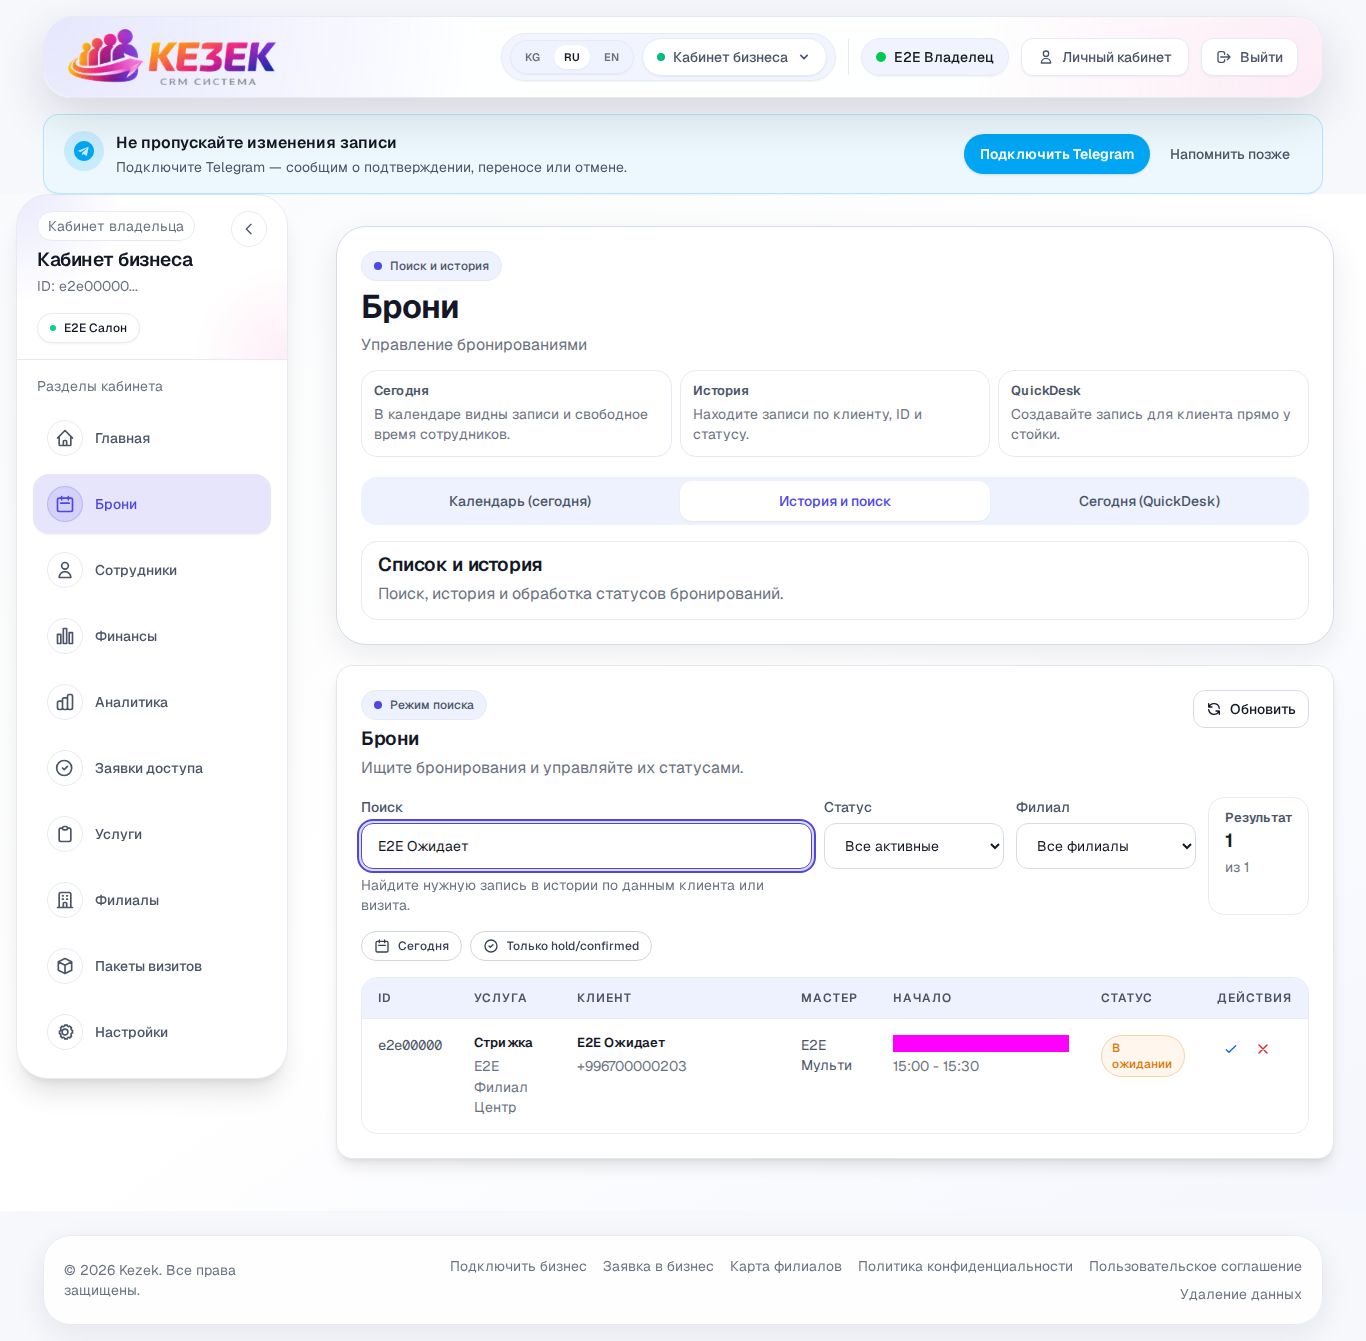 КЕЗЕК
CRM СИСТЕМА
KG
RU
EN
Кабинет бизнеса
E2E Владелец
Личный кабинет
Выйти
Не пропускайте изменения записи
Подключите Telegram — сообщим о подтверждении, переносе или отмене.
Подключить Telegram
Напомнить позже
Кабинет владельца
Кабинет бизнеса
ID: e2e00000...
E2E Салон
Разделы кабинета
Главная
Брони
Сотрудники
Финансы
Аналитика
Заявки доступа
Услуги
Филиалы
Пакеты визитов
Настройки
Поиск и история
Брони
Управление бронированиями
Сегодня
В календаре видны записи и свободное
время сотрудников.
История
Находите записи по клиенту, ID и
статусу.
QuickDesk
Создавайте запись для клиента прямо у
стойки.
Календарь (сегодня)
История и поиск
Сегодня (QuickDesk)
Список и история
Поиск, история и обработка статусов бронирований.
Режим поиска
Брони
Ищите бронирования и управляйте их статусами.
Обновить
Поиск
E2E Ожидает
Найдите нужную запись в истории по данным клиента или
визита.
Статус
Все активные
Филиал
Все филиалы
Результат
1
из 1
Сегодня
Только hold/confirmed
ID
УСЛУГА
КЛИЕНТ
МАСТЕР
НАЧАЛО
СТАТУС
ДЕЙСТВИЯ
e2e00000
Стрижка
E2E
Филиал
Центр
E2E Ожидает
+996700000203
E2E
Мульти
15:00 - 15:30
В
ожидании
© 2026 Kezek. Все права
защищены.
Подключить бизнес
Заявка в бизнес
Карта филиалов
Политика конфиденциальности
Пользовательское соглашение
Удаление данных